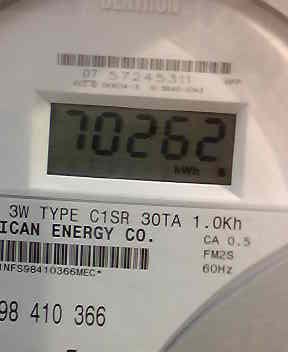 07 57245311
70262
kWh
3W TYPE C1SR 30TA 1.0Kh
ICAN ENERGY CO.
CA 0.5
FM2S
60Hz
NFS98410366MEC*
98 410 366